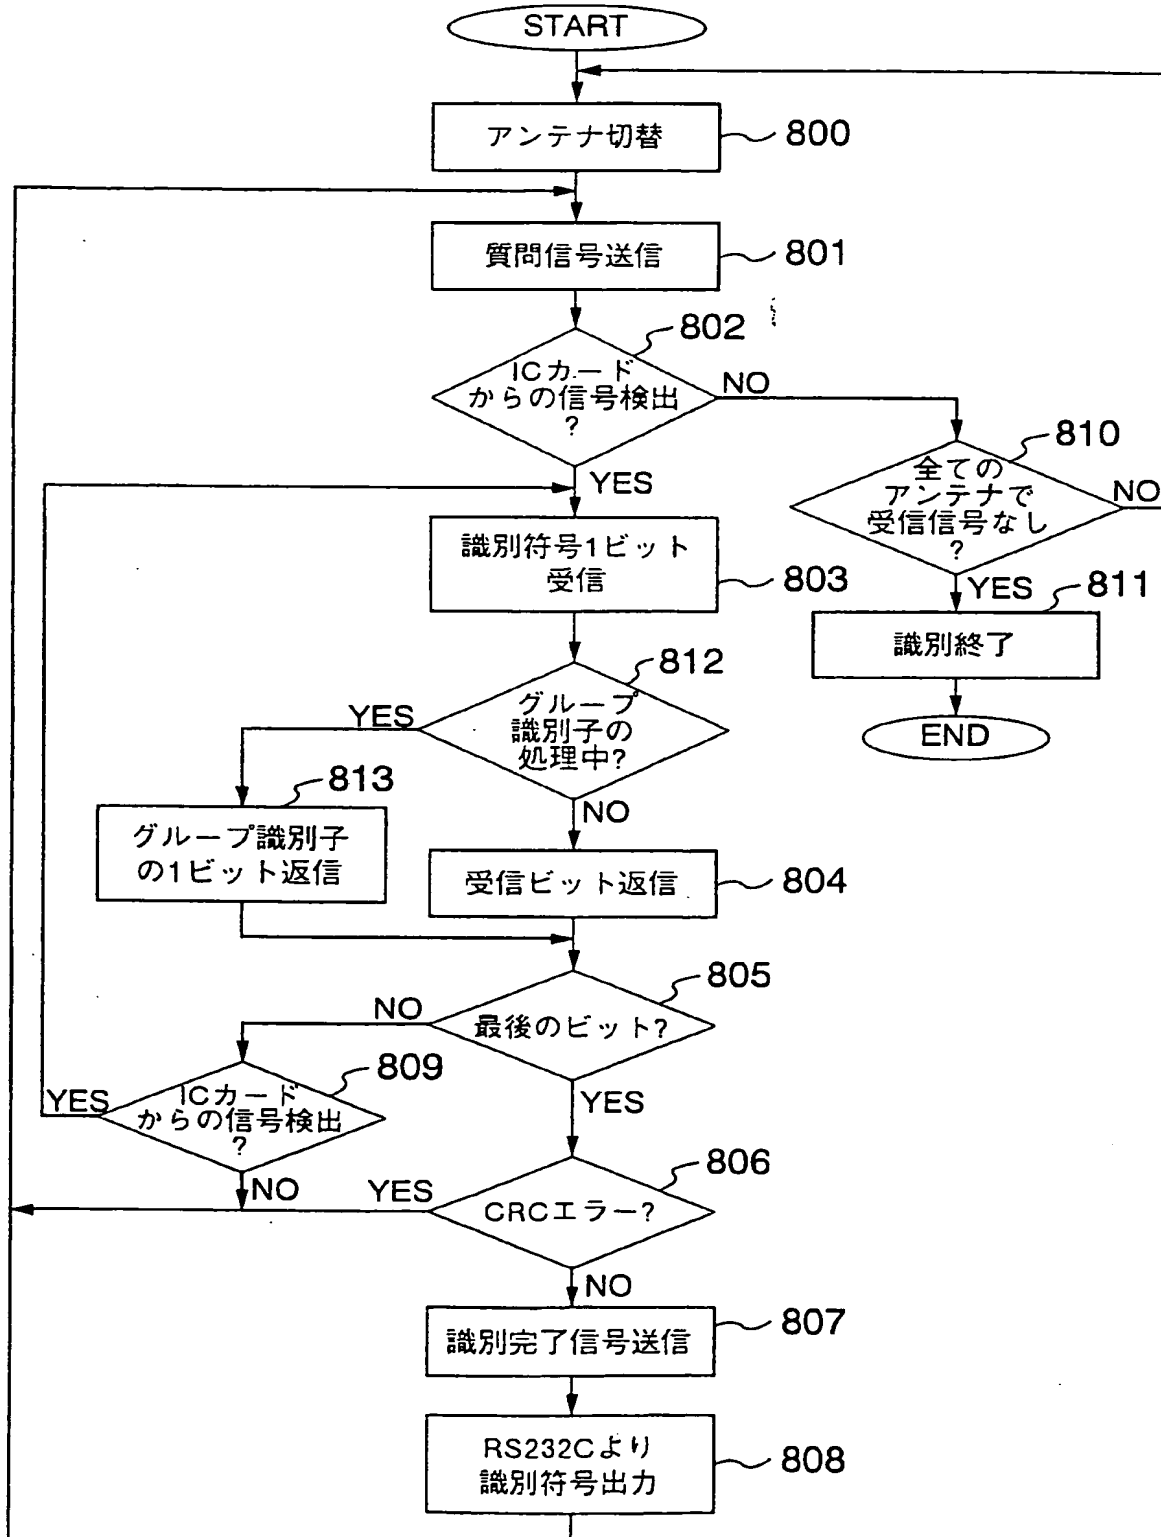 START
アンテナ切替
800
質問信号送信
801
802
ICカード
からの信号検出
?
NO
YES
810
全ての
アンテナで
受信信号なし
?
NO
YES
811
識別終了
END
識別符号1ビット
受信
803
812
グループ
識別子の
処理中?
YES
NO
813
グループ識別子
の1ビット返信
受信ビット返信
804
805
最後のビット?
NO
YES
809
ICカード
からの信号検出
?
YES
NO
806
CRCエラー?
YES
NO
識別完了信号送信
807
RS232Cより
識別符号出力
808